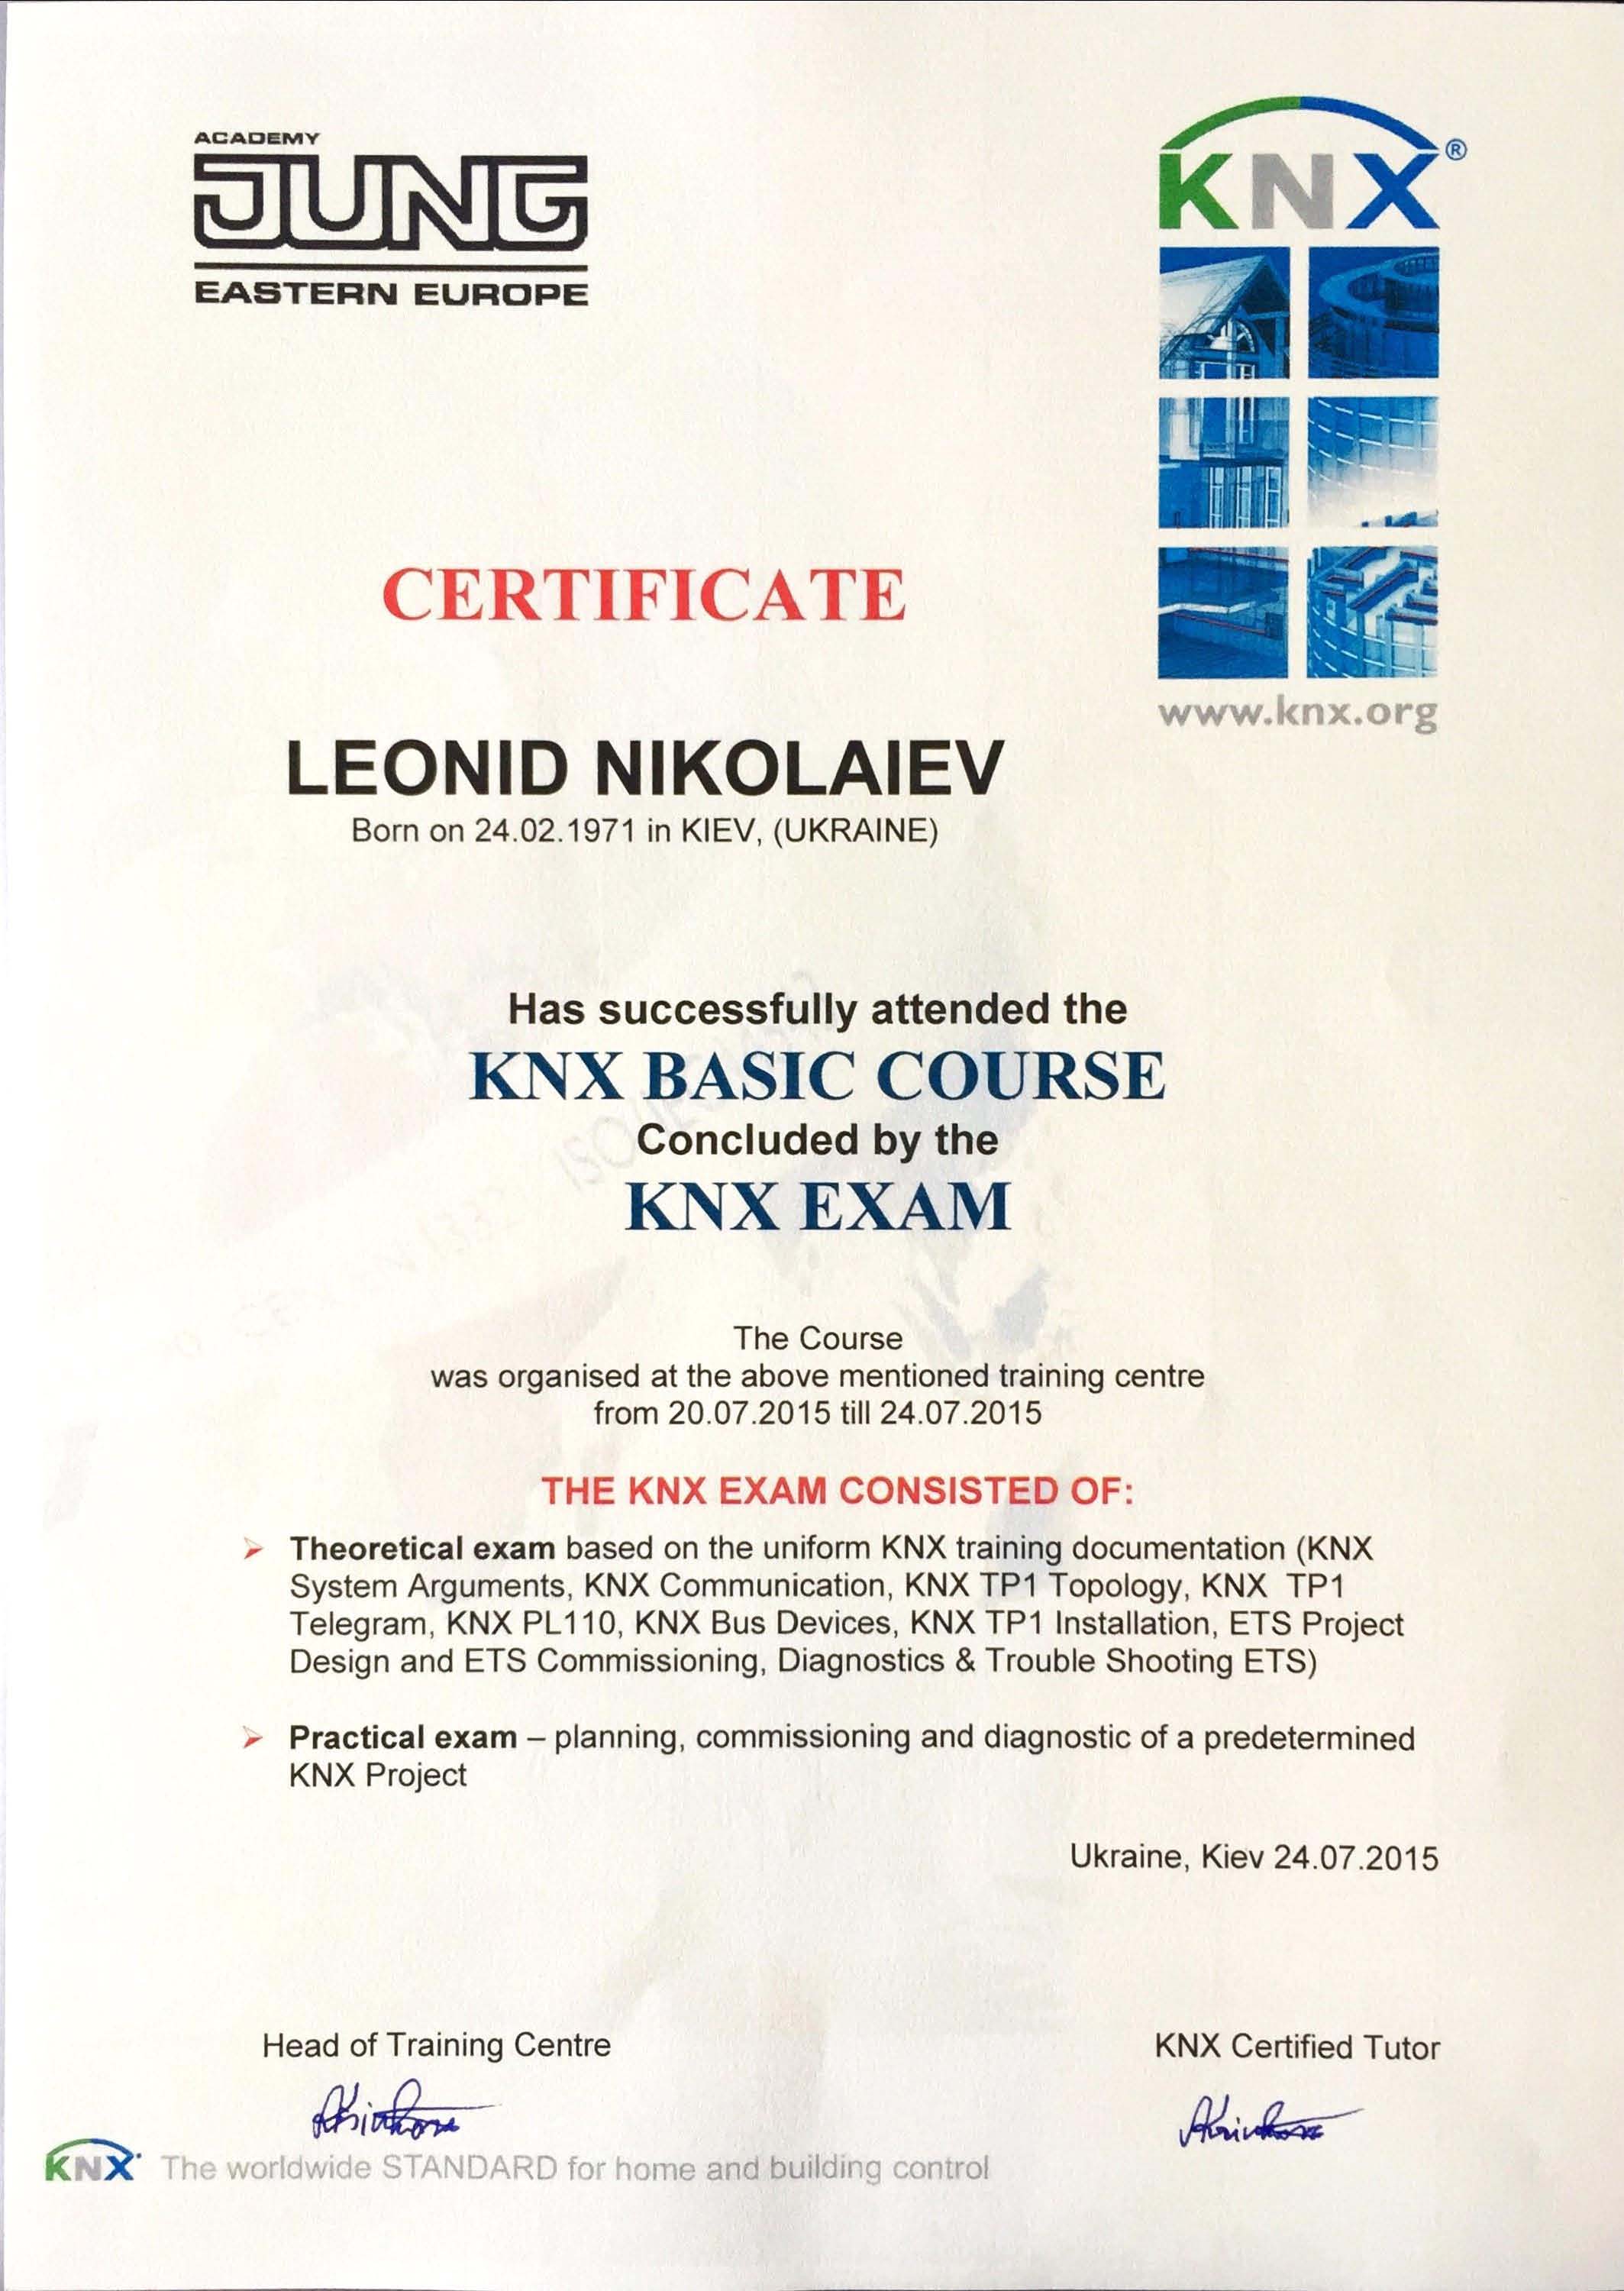 ACADEMY
JUNG
EASTERN EUROPE
KNX®
www.knx.org
CERTIFICATE
LEONID NIKOLAIEV
Born on 24.02.1971 in KIEV, (UKRAINE)
Has successfully attended the
KNX BASIC COURSE
Concluded by the
KNX EXAM
The Course
was organised at the above mentioned training centre
from 20.07.2015 till 24.07.2015
THE KNX EXAM CONSISTED OF:
Theoretical exam based on the uniform KNX training documentation (KNX
System Arguments, KNX Communication, KNX TP1 Topology, KNX TP1
Telegram, KNX PL110, KNX Bus Devices, KNX TP1 Installation, ETS Project
Design and ETS Commissioning, Diagnostics & Trouble Shooting ETS)
Practical exam – planning, commissioning and diagnostic of a predetermined
KNX Project
Ukraine, Kiev 24.07.2015
Head of Training Centre
KNX Certified Tutor
KNX The worldwide STANDARD for home and building control